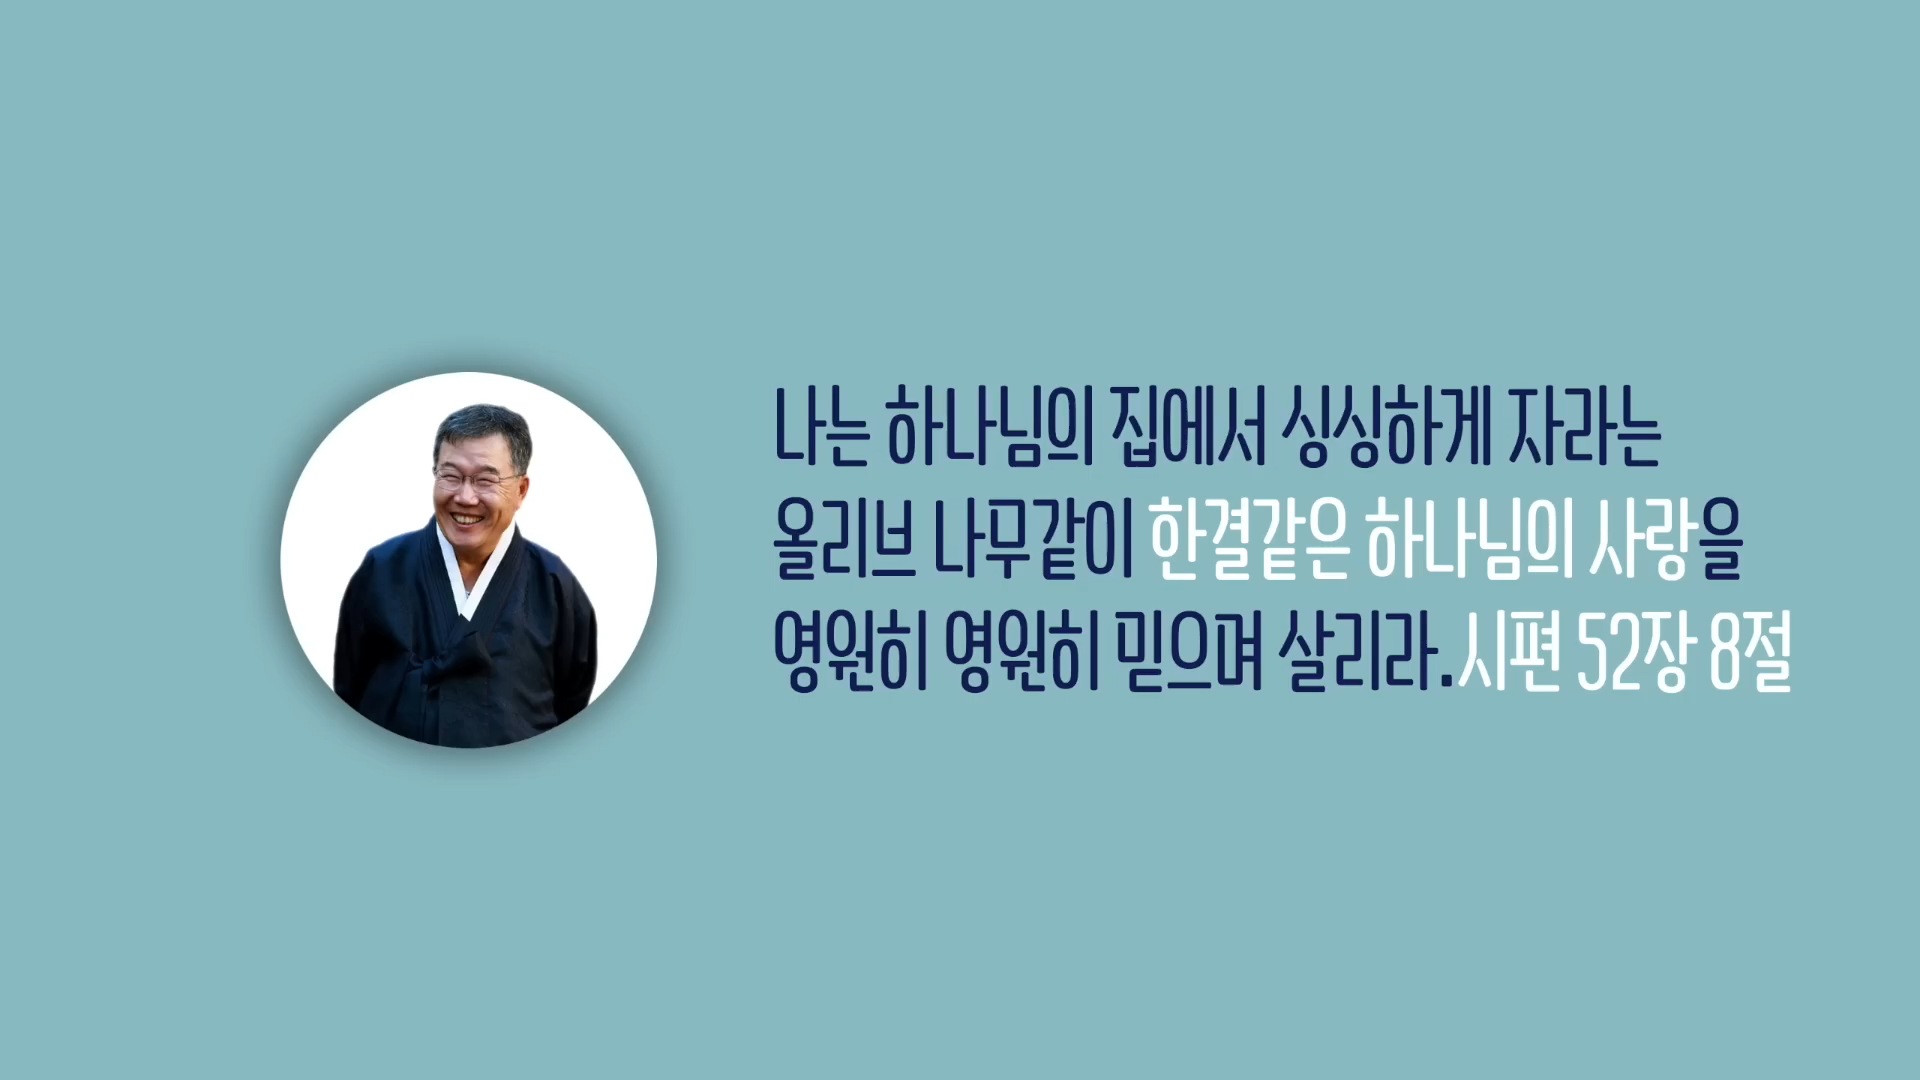 나는 하나님의 집에서 싱싱하게 자라는
올리브 나무같이 한결같은 하나님의 사랑을
영원히 영원히 믿으며 살리라.시편 52장 8절